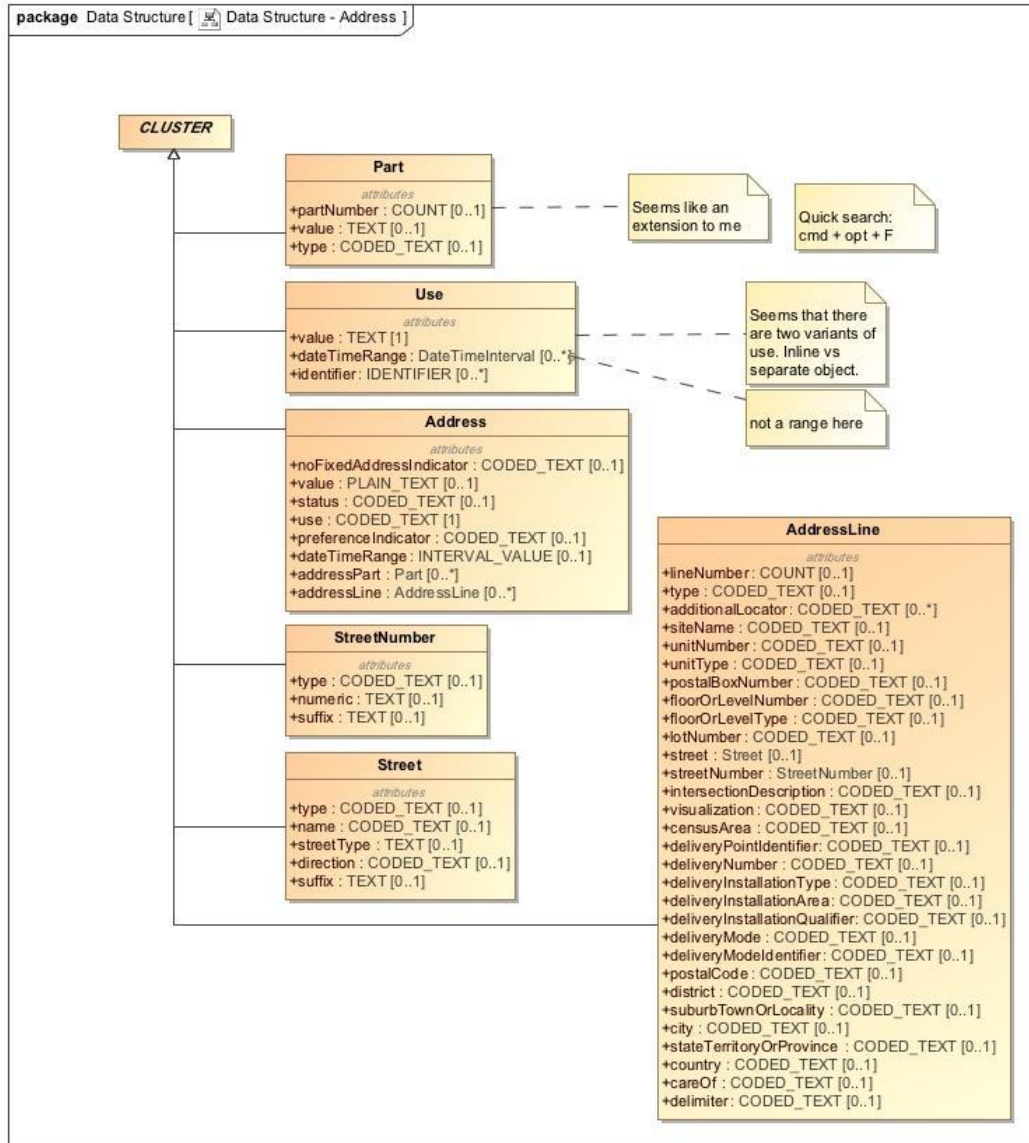 package Data Structure [ Data Structure - Address ]
CLUSTER
Part
attributes
+partNumber : COUNT [0..1]
+value : TEXT [0..1]
+type : CODED_TEXT [0..1]
Seems like an
extension to me
Quick search:
cmd + opt + F
Use
attributes
+value : TEXT [1]
+dateTimeRange : DateTimeInterval [0..*]
+identifier : IDENTIFIER [0..*]
Seems that there
are two variants of
use. Inline vs
separate object.
not a range here
Address
attributes
+noFixedAddressIndicator : CODED_TEXT [0..1]
+value : PLAIN_TEXT [0..1]
+status : CODED_TEXT [0..1]
+use : CODED_TEXT [1]
+preferenceIndicator : CODED_TEXT [0..1]
+dateTimeRange : INTERVAL_VALUE [0..1]
+addressPart : Part [0..*]
+addressLine : AddressLine [0..*]
StreetNumber
attributes
+type : CODED_TEXT [0..1]
+numeric : TEXT [0..1]
+suffix : TEXT [0..1]
Street
attributes
+type : CODED_TEXT [0..1]
+name : CODED_TEXT [0..1]
+streetType : TEXT [0..1]
+direction : CODED_TEXT [0..1]
+suffix : TEXT [0..1]
AddressLine
attributes
+lineNumber : COUNT [0..1]
+type : CODED_TEXT [0..1]
+additionalLocator : CODED_TEXT [0..*]
+siteName : CODED_TEXT [0..1]
+unitNumber : CODED_TEXT [0..1]
+unitType : CODED_TEXT [0..1]
+postalBoxNumber : CODED_TEXT [0..1]
+floorOrLevelNumber : CODED_TEXT [0..1]
+floorOrLevelType : CODED_TEXT [0..1]
+lotNumber : CODED_TEXT [0..1]
+street : Street [0..1]
+streetNumber : StreetNumber [0..1]
+intersectionDescription : CODED_TEXT [0..1]
+visualization : CODED_TEXT [0..1]
+censusArea : CODED_TEXT [0..1]
+deliveryPointIdentifier : CODED_TEXT [0..1]
+deliveryNumber : CODED_TEXT [0..1]
+deliveryInstallationType : CODED_TEXT [0..1]
+deliveryInstallationArea : CODED_TEXT [0..1]
+deliveryInstallationQualifier : CODED_TEXT [0..1]
+deliveryMode : CODED_TEXT [0..1]
+deliveryModeIdentifier : CODED_TEXT [0..1]
+postalCode : CODED_TEXT [0..1]
+district : CODED_TEXT [0..1]
+suburbTownOrLocality : CODED_TEXT [0..1]
+city : CODED_TEXT [0..1]
+stateTerritoryOrProvince : CODED_TEXT [0..1]
+country : CODED_TEXT [0..1]
+careOf : CODED_TEXT [0..1]
+delimiter : CODED_TEXT [0..1]